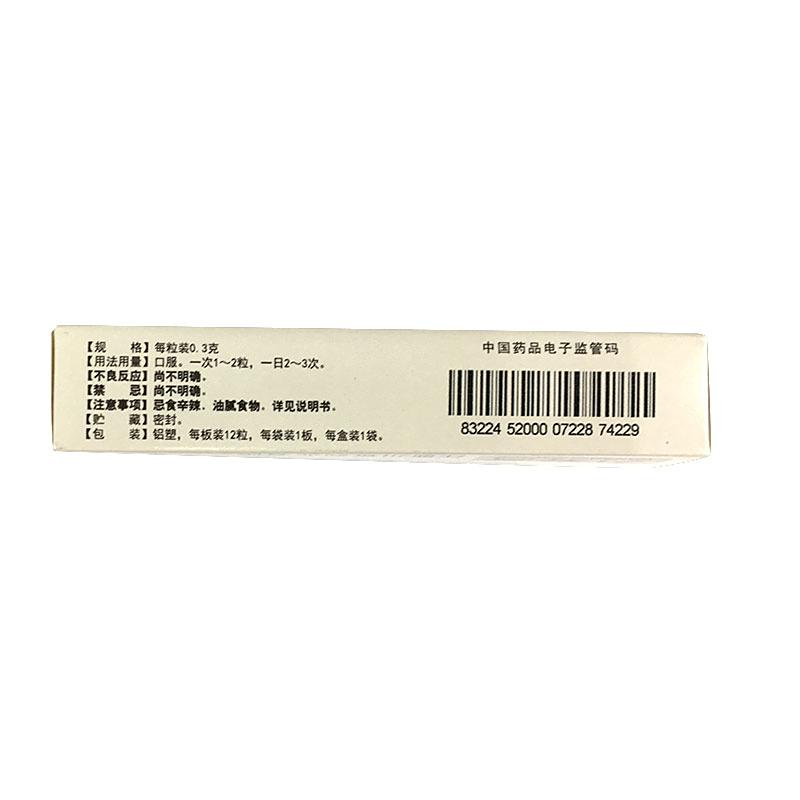 【规　　格】每粒装0.3克
【用法用量】口服。一次1～2粒，一日2～3次。
【不良反应】尚不明确。
【禁　　忌】尚不明确。
【注意事项】忌食辛辣．油腻食物。详见说明书。
【贮　　藏】密封。
【包　　装】铝塑，每板装12粒，每袋装1板，每盒装1袋。
中国药品电子监管码
83224 52000 07228 74229